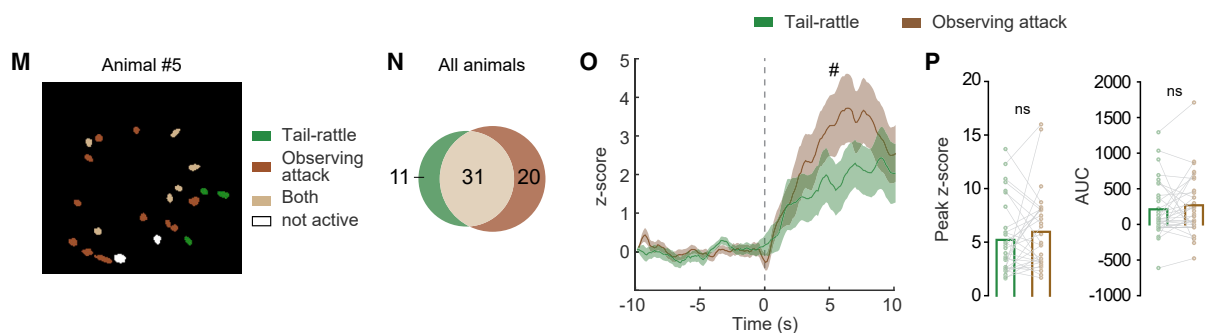 Tail-rattle Observing attack
M Animal #5
Tail-rattle
Observing
attack
Both
not active
N All animals
11 31 20
O
z-score
5
4
3
2
1
0
#
-10 -5 0 5 10
Time (s)
P
Peak z-score
20
15
10
5
0
ns
AUC
2000
1500
1000
500
0
-500
-1000
ns